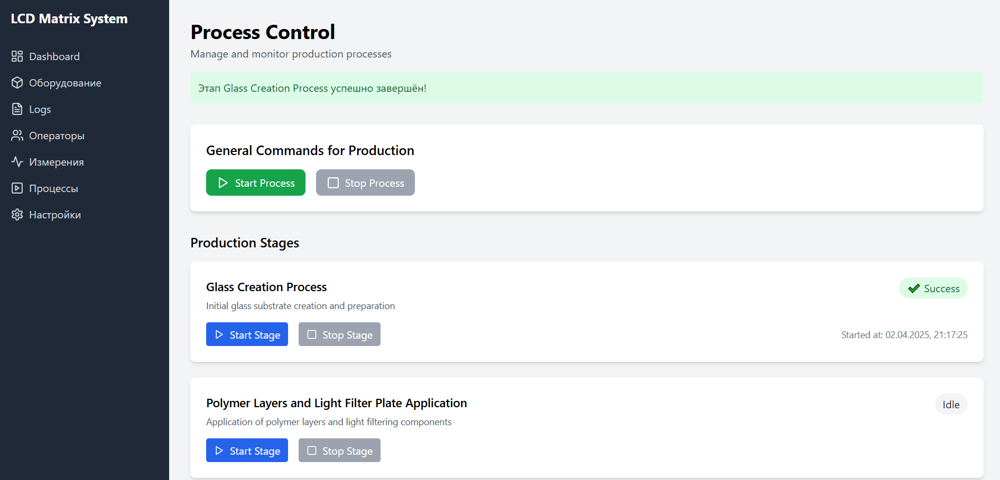 LCD Matrix System
Dashboard
Оборудование
Logs
Операторы
Измерения
Процессы
Настройки
Process Control
Manage and monitor production processes
Этап Glass Creation Process успешно завершён!
General Commands for Production
Start Process
Stop Process
Production Stages
Glass Creation Process
Success
Initial glass substrate creation and preparation
Start Stage
Stop Stage
Started at: 02.04.2025, 21:17:25
Polymer Layers and Light Filter Plate Application
Idle
Application of polymer layers and light filtering components
Start Stage
Stop Stage